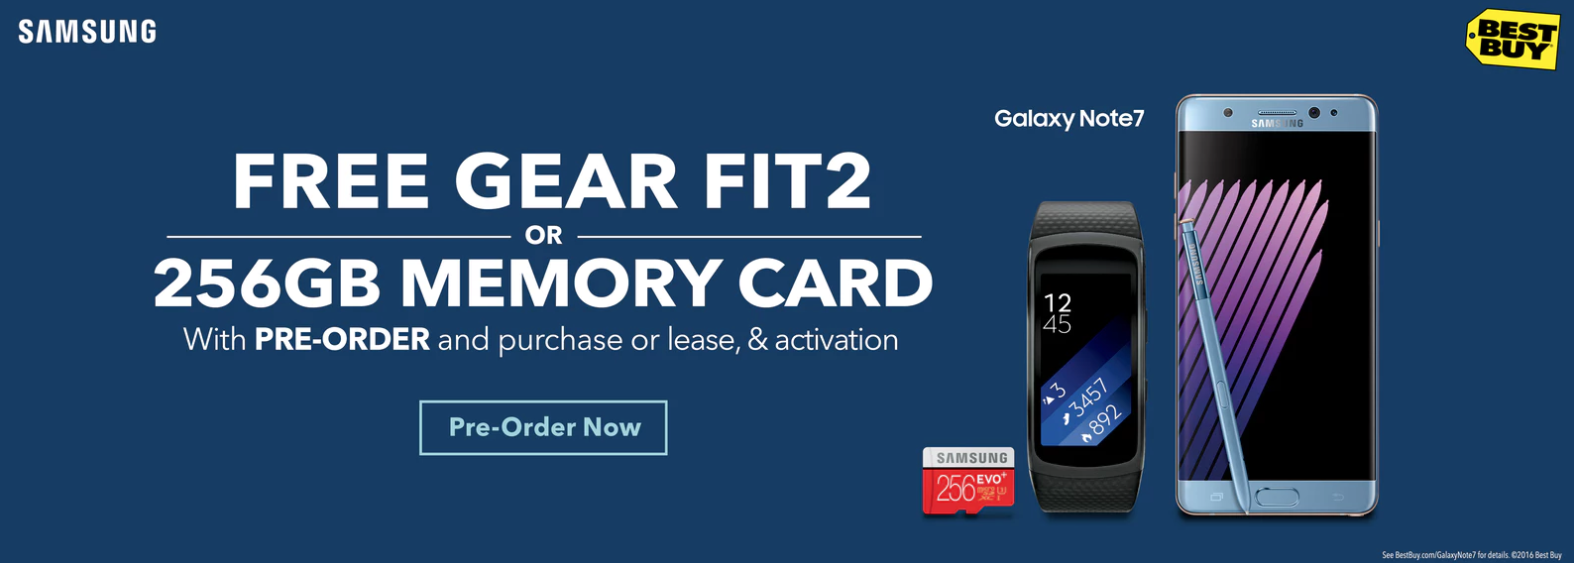 SAMSUNG
BEST
BUY
Galaxy Note7
SAMSUNG
FREE GEAR FIT2
OR
256GB MEMORY CARD
With PRE-ORDER and purchase or lease, & activation
Pre-Order Now
12
45
3
3457
892
SAMSUNG
SAMSUNG
256 EVO+
See BestBuy.com/GalaxyNote7 for details. ©2016 Best Buy